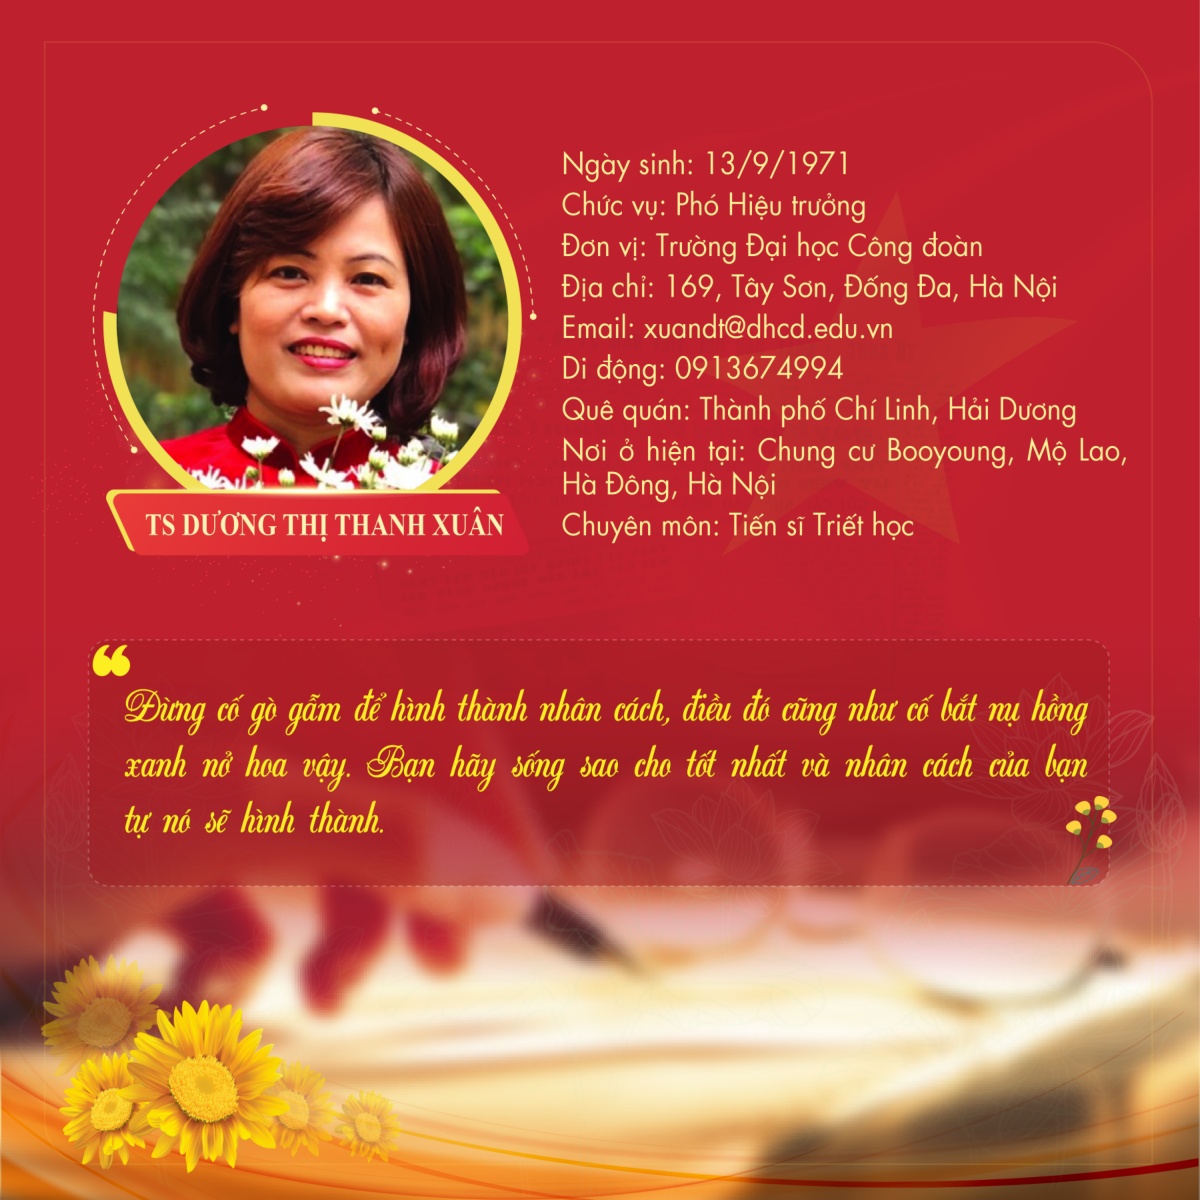 Ngày sinh: 13/9/1971
Chức vụ: Phó Hiệu trưởng
Đơn vị: Trường Đại học Công đoàn
Địa chỉ: 169, Tây Sơn, Đống Đa, Hà Nội
Email: xuandt@dhcd.edu.vn
Di động: 0913674994
Quê quán: Thành phố Chí Linh, Hải Dương
Nơi ở hiện tại: Chung cư Booyoung, Mộ Lao,
Hà Đông, Hà Nội
Chuyên môn: Tiến sĩ Triết học
TS DƯƠNG THỊ THANH XUÂN
“
Đừng cố gò gẫm để hình thành nhân cách, điều đó cũng như cố bắt nụ hồng
xanh nở hoa vậy. Bạn hãy sống sao cho tốt nhất và nhân cách của bạn
tự nó sẽ hình thành.